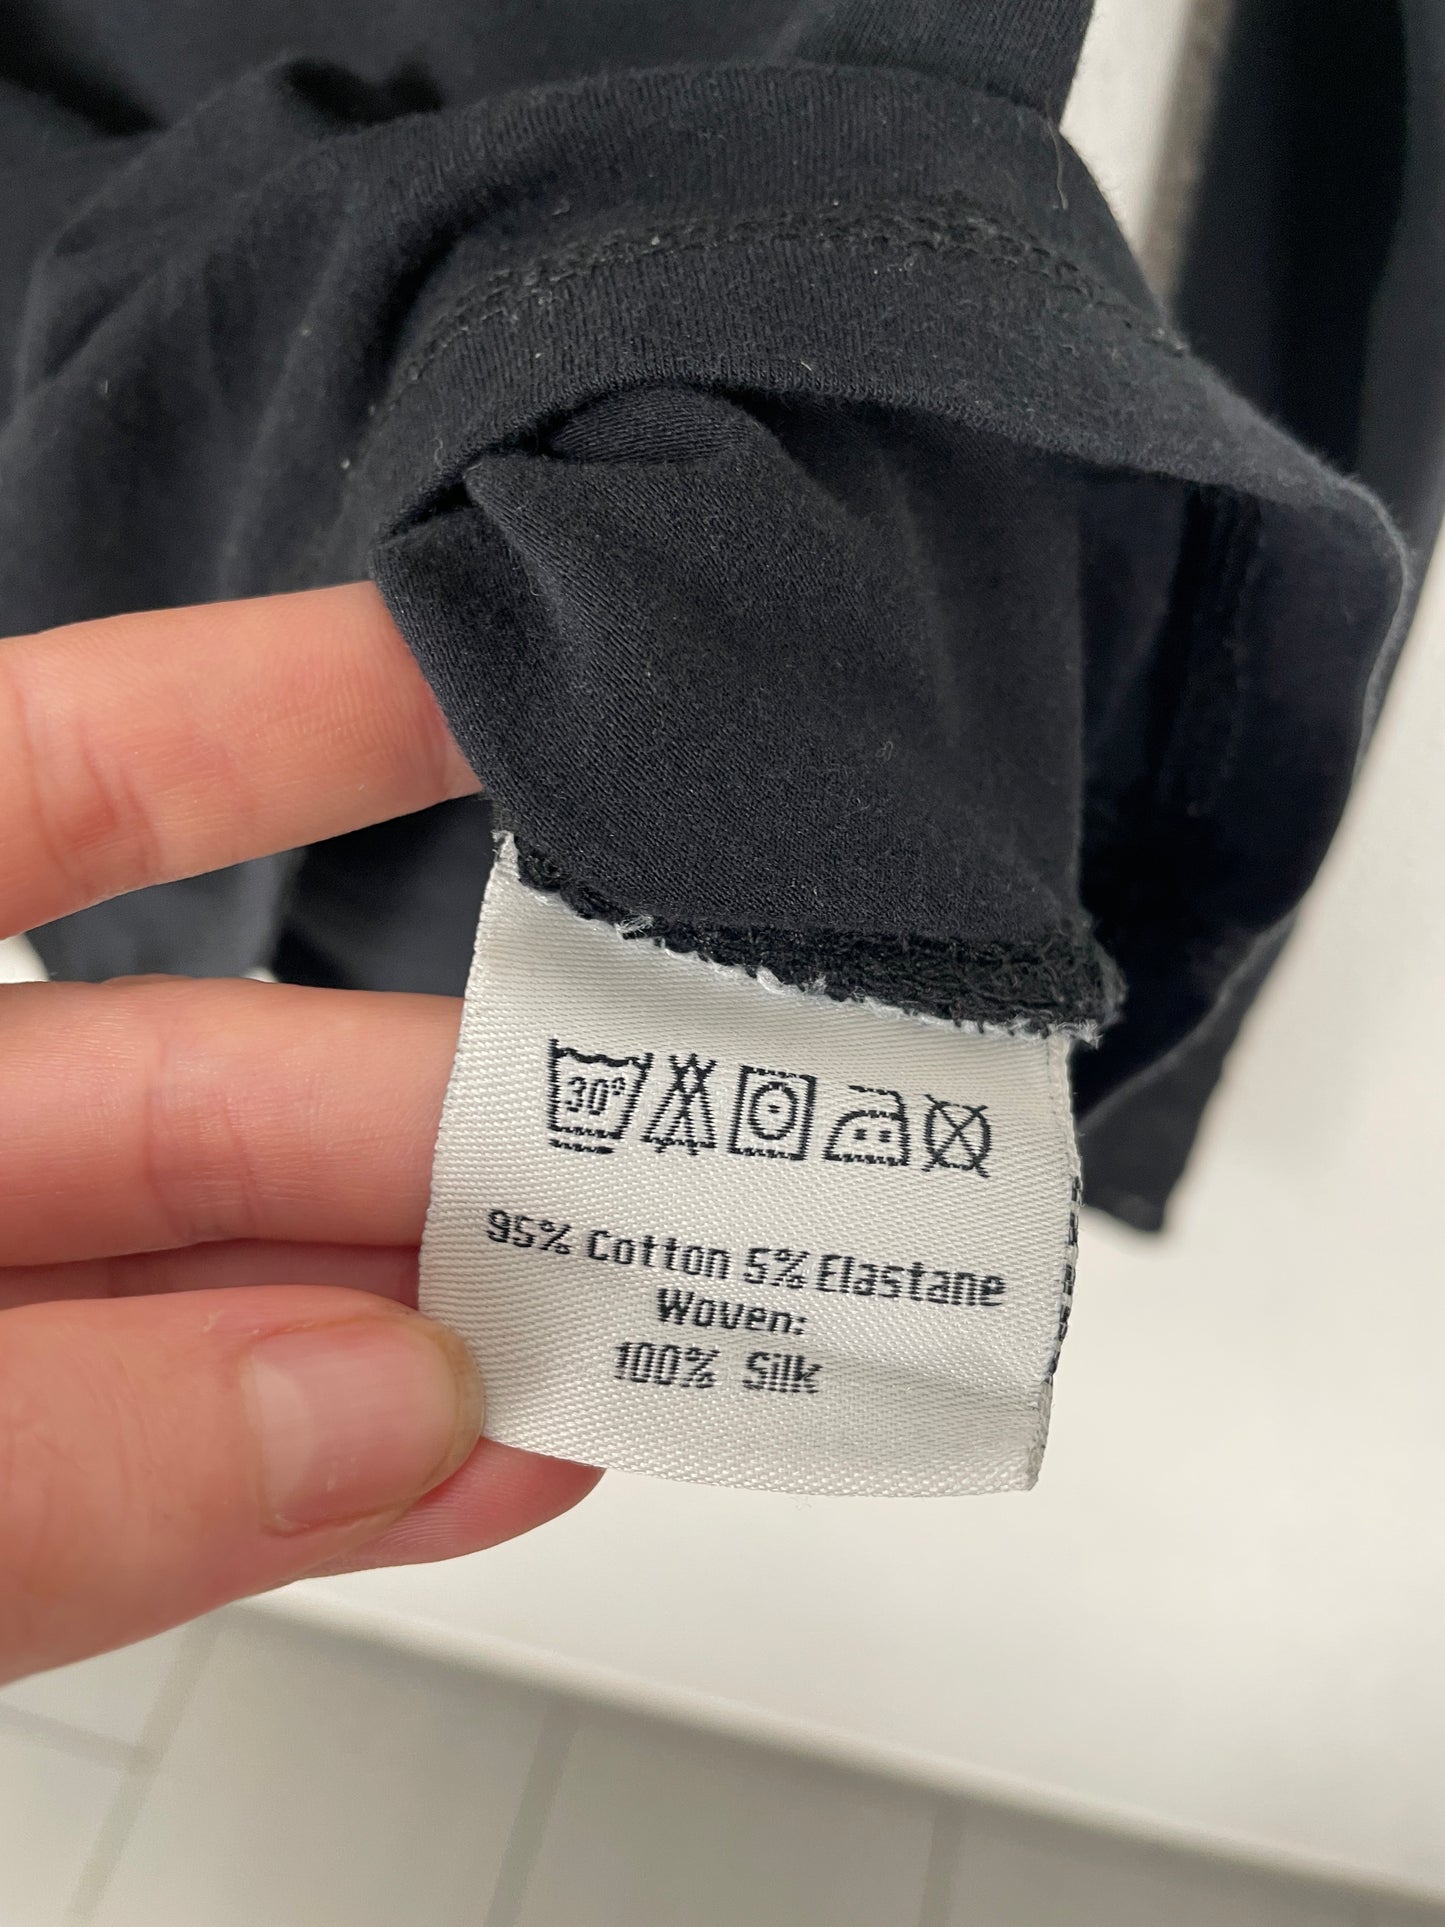 30°
95% Cotton 5% Elastane
Woven:
100% Silk